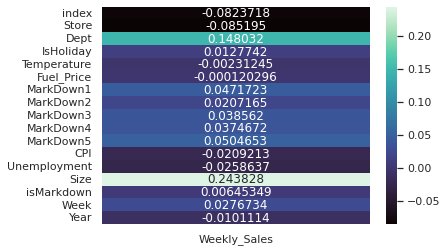 index -0.0823718
Store -0.085195
Dept 0.148032
IsHoliday 0.0127742
Temperature -0.00231245
Fuel_Price -0.000120296
MarkDown1 0.0471723
MarkDown2 0.0207165
MarkDown3 0.038562
MarkDown4 0.0374672
MarkDown5 0.0504653
CPI -0.0209213
Unemployment -0.0258637
Size 0.243828
isMarkdown 0.00645349
Week 0.0276734
Year -0.0101114
Weekly_Sales
0.20
0.15
0.10
0.05
0.00
−0.05